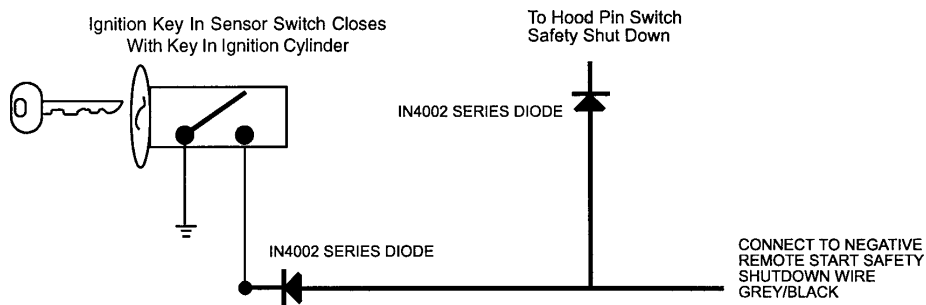 Ignition Key In Sensor Switch Closes
With Key In Ignition Cylinder
To Hood Pin Switch
Safety Shut Down
IN4002 SERIES DIODE
IN4002 SERIES DIODE
CONNECT TO NEGATIVE
REMOTE START SAFETY
SHUTDOWN WIRE
GREY/BLACK